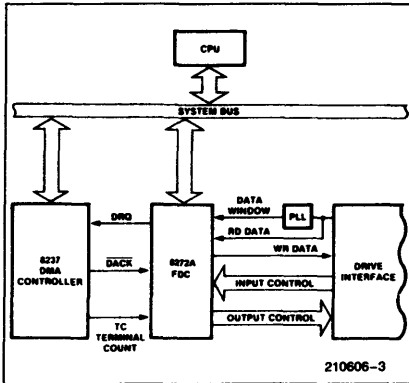 CPU
SYSTEM BUS
DRQ
DACK
TC
TERMINAL
COUNT
8237
DMA
CONTROLLER
8272A
FDC
DATA
WINDOW
PLL
RD DATA
WR DATA
INPUT CONTROL
OUTPUT CONTROL
DRIVE
INTERFACE
210606-3